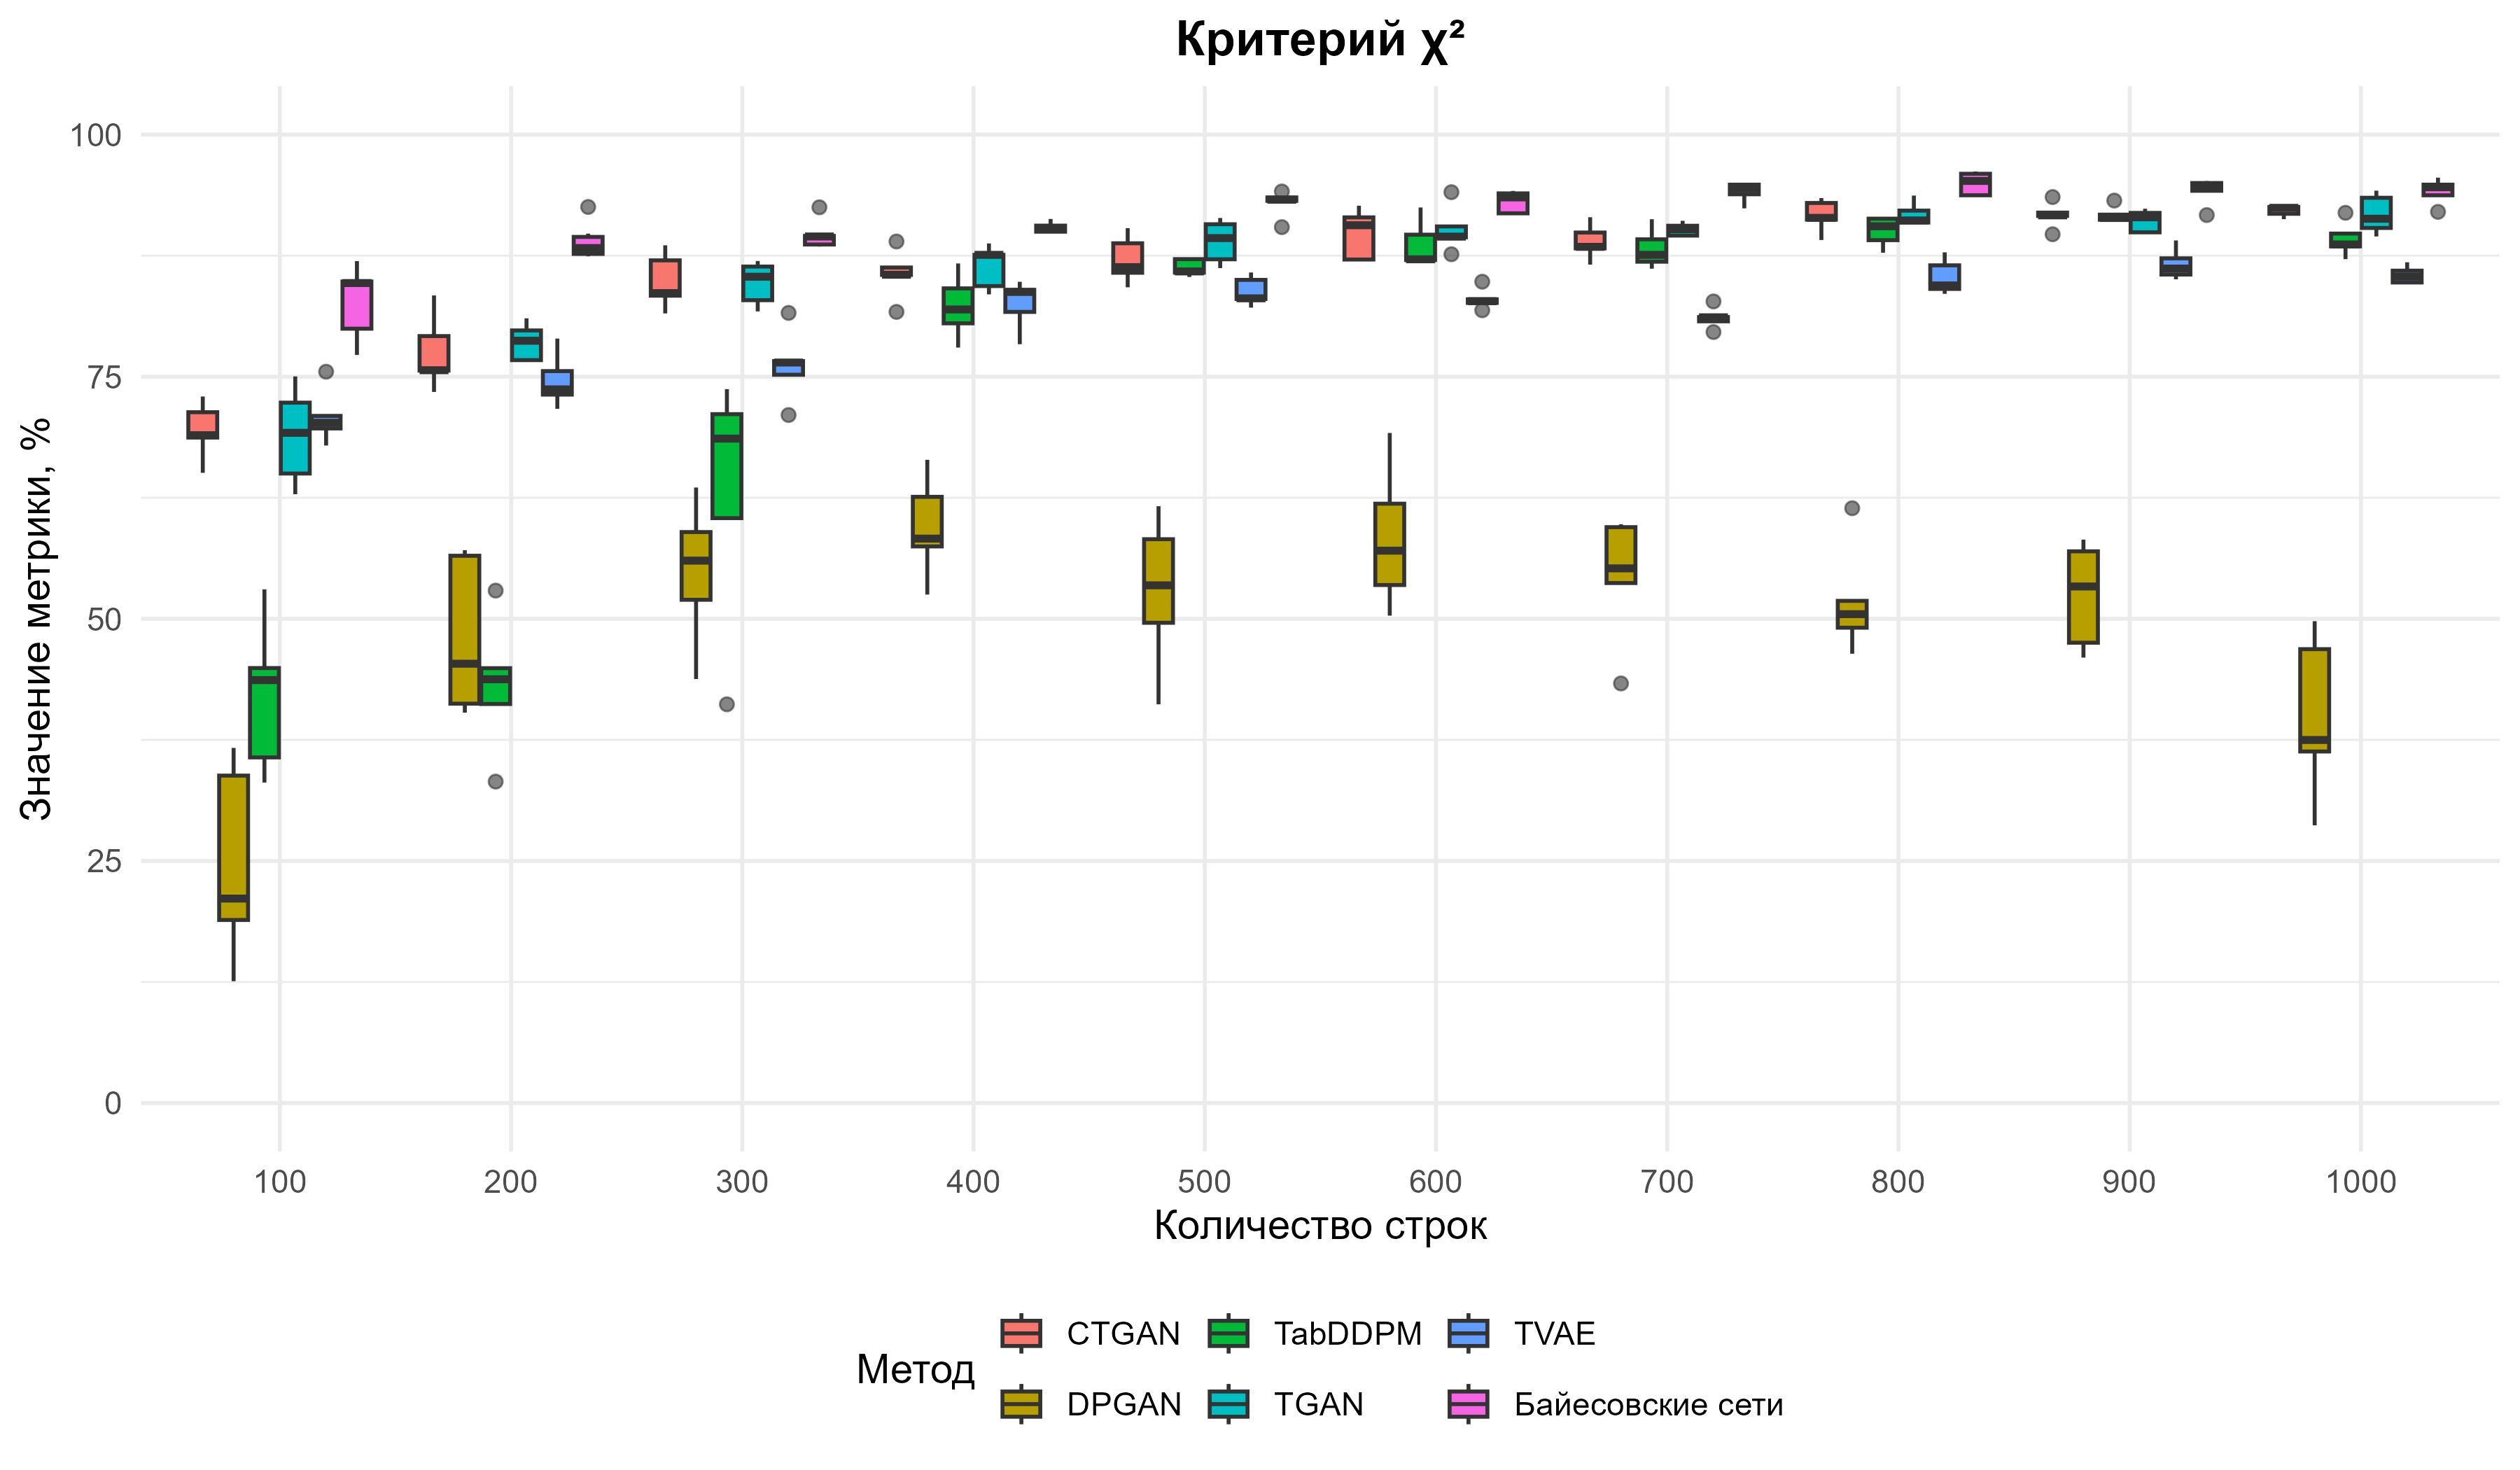 Критерий χ²
Значение метрики, %
100
75
50
25
0
100 200 300 400 500 600 700 800 900 1000
Количество строк
Метод
CTGAN TabDDPM TVAE
DPGAN TGAN Байесовские сети